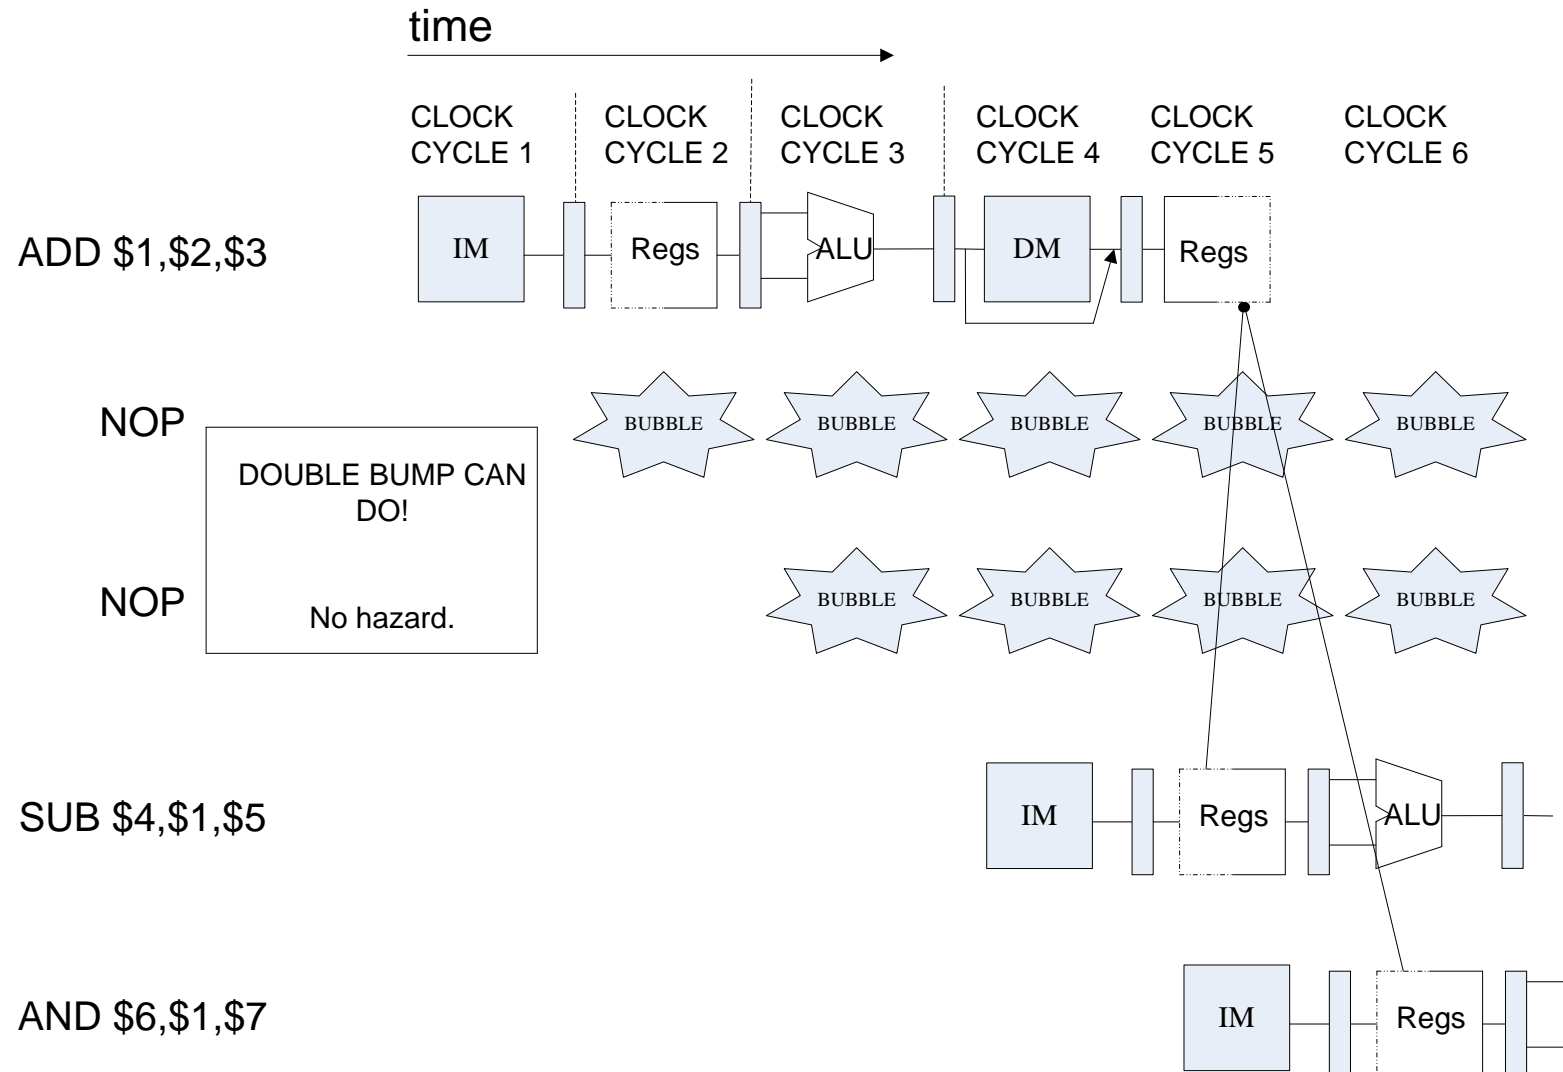 time
CLOCK CYCLE 1
CLOCK CYCLE 2
CLOCK CYCLE 3
CLOCK CYCLE 4
CLOCK CYCLE 5
CLOCK CYCLE 6
ADD $1,$2,$3
IM
Regs
ALU
DM
Regs
NOP
BUBBLE
BUBBLE
BUBBLE
BUBBLE
BUBBLE
DOUBLE BUMP CAN
DO!
No hazard.
NOP
BUBBLE
BUBBLE
BUBBLE
BUBBLE
SUB $4,$1,$5
IM
Regs
ALU
AND $6,$1,$7
IM
Regs